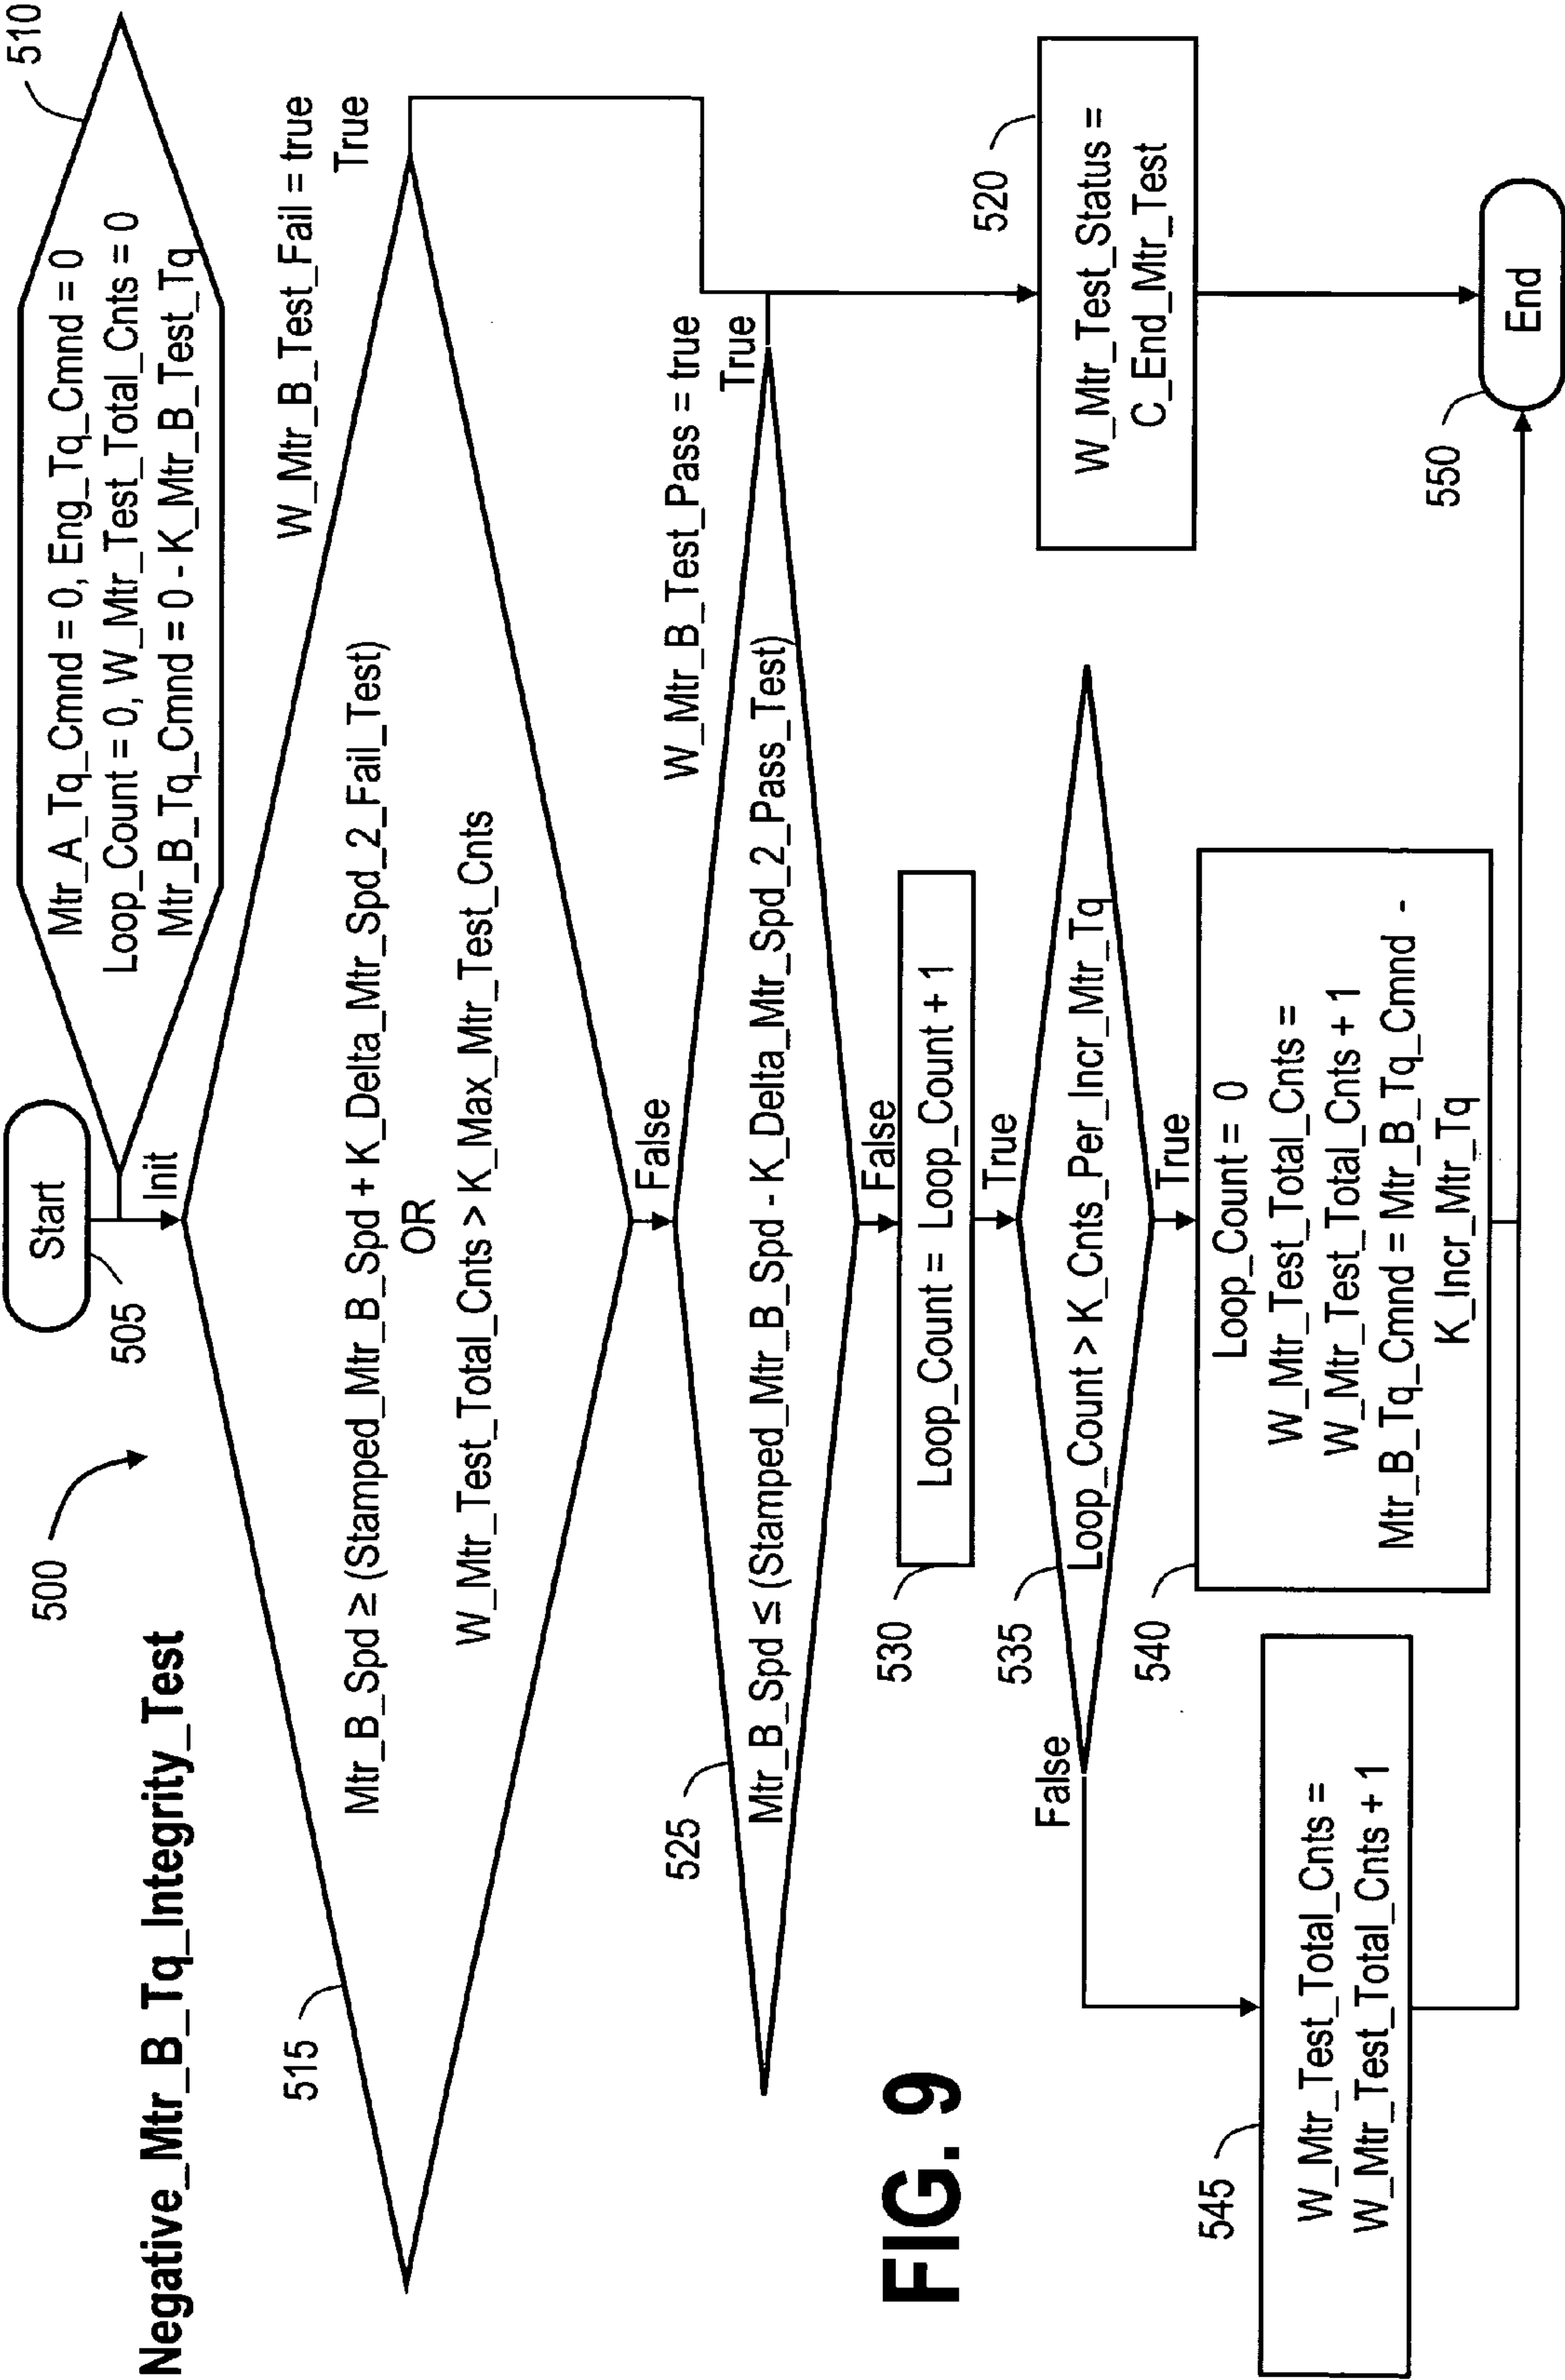 Negative_Mtr_B_Tq_Integrity_Test
500
Start
505
510
Mtr_A_Tq_Cmnd = 0, Eng_Tq_Cmnd = 0
Loop_Count = 0, W_Mtr_Test_Total_Cnts = 0
Mtr_B_Tq_Cmnd = 0 - K_Mtr_B_Test_Tq
Init
515
Mtr_B_Spd ≥ (Stamped_Mtr_B_Spd + K_Delta_Mtr_Spd_2_Fail_Test)
OR
W_Mtr_Test_Total_Cnts > K_Max_Mtr_Test_Cnts
W_Mtr_B_Test_Fail = true
True
False
525
Mtr_B_Spd ≤ (Stamped_Mtr_B_Spd - K_Delta_Mtr_Spd_2_Pass_Test)
W_Mtr_B_Test_Pass = true
True
False
520
W_Mtr_Test_Status =
C_End_Mtr_Test
530
Loop_Count = Loop_Count + 1
True
535
Loop_Count > K_Cnts_Per_Incr_Mtr_Tq
False
True
540
Loop_Count = 0
W_Mtr_Test_Total_Cnts =
W_Mtr_Test_Total_Cnts + 1
Mtr_B_Tq_Cmnd = Mtr_B_Tq_Cmnd -
K_Incr_Mtr_Tq
545
W_Mtr_Test_Total_Cnts =
W_Mtr_Test_Total_Cnts + 1
550
End
FIG. 9